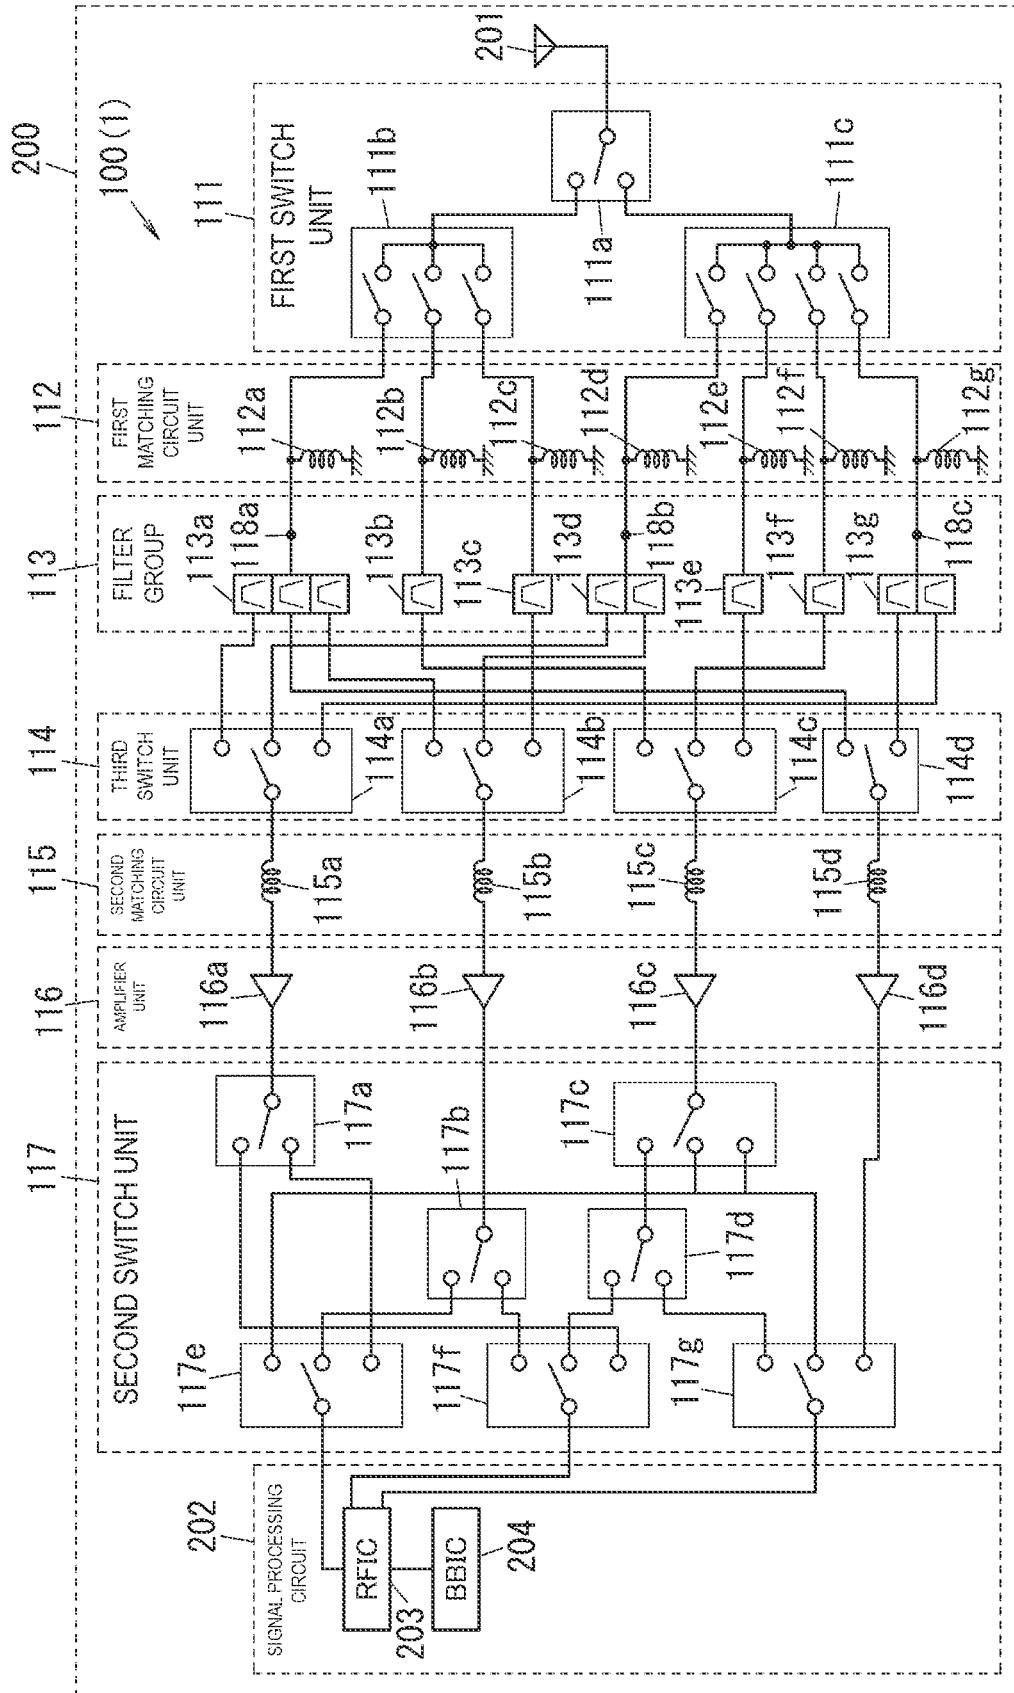 200
100(1)
201
111
FIRST SWITCH
UNIT
111b
111a
111c
112
FIRST
MATCHING
CIRCUIT
UNIT
112a
112b
112c
112d
112e
112f
112g
113
FILTER
GROUP
113a
118a
113b
113c
113d
118b
113e
113f
113g
118c
114
THIRD
SWITCH
UNIT
114a
114b
114c
114d
115
SECOND
MATCHING
CIRCUIT
UNIT
115a
115b
115c
115d
116
AMPLIFIER
UNIT
116a
116b
116c
116d
117
SECOND SWITCH UNIT
117a
117b
117c
117d
117e
117f
117g
202
SIGNAL PROCESSING
CIRCUIT
RFIC
203
BBIC
204